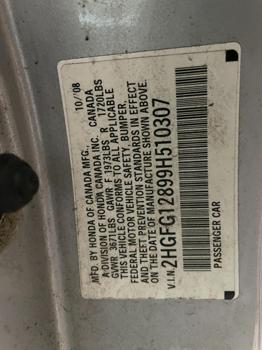 MFG. BY HONDA OF CANADA MFG. 10/'08
A DIVISION OF HONDA CANADA INC. CANADA
GVWR 3671LBS GAWR F 1973LBS R 1720LBS
THIS VEHICLE CONFORMS TO ALL APPLICABLE
FEDERAL MOTOR VEHICLE SAFETY, BUMPER,
AND THEFT PREVENTION STANDARDS IN EFFECT
ON THE DATE OF MANUFACTURE SHOWN ABOVE.
V.I.N. 2HGFG12899H510307
PASSENGER CAR